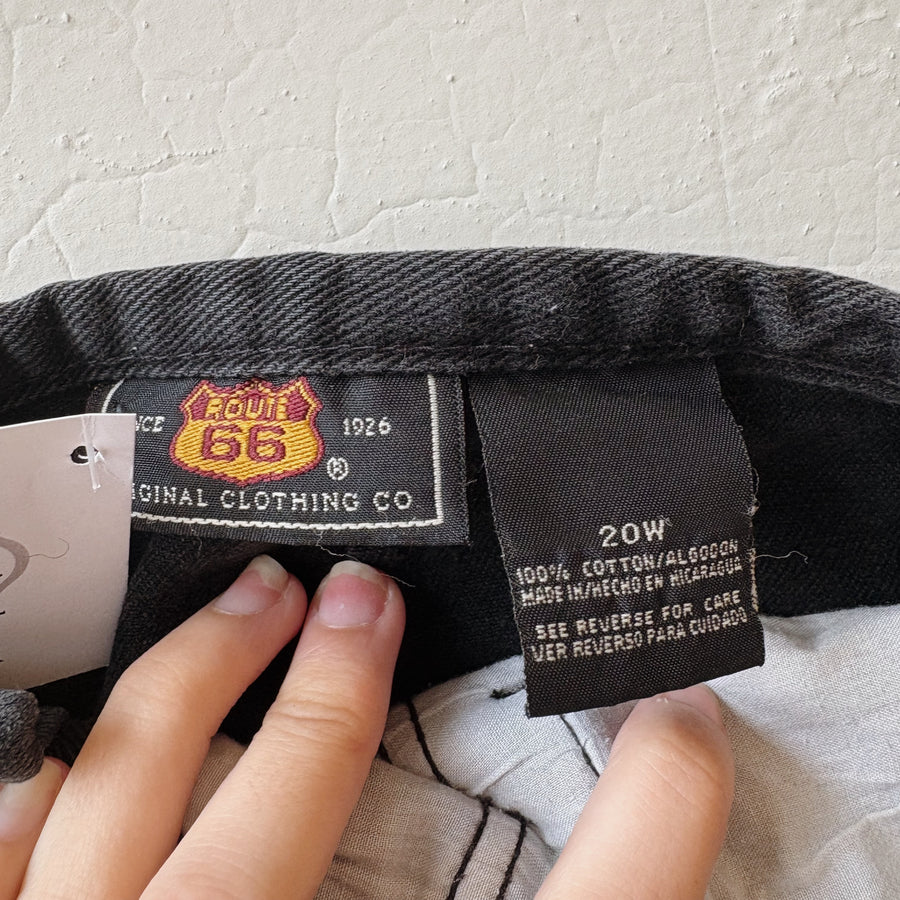 ROUTE
66
1926
®
CLOTHING CO
20W
100% COTTON/ALGODON
MADE IN/HECHO EN NICARAGUA
SEE REVERSE FOR CARE
VER REVERSO PARA CUIDADO